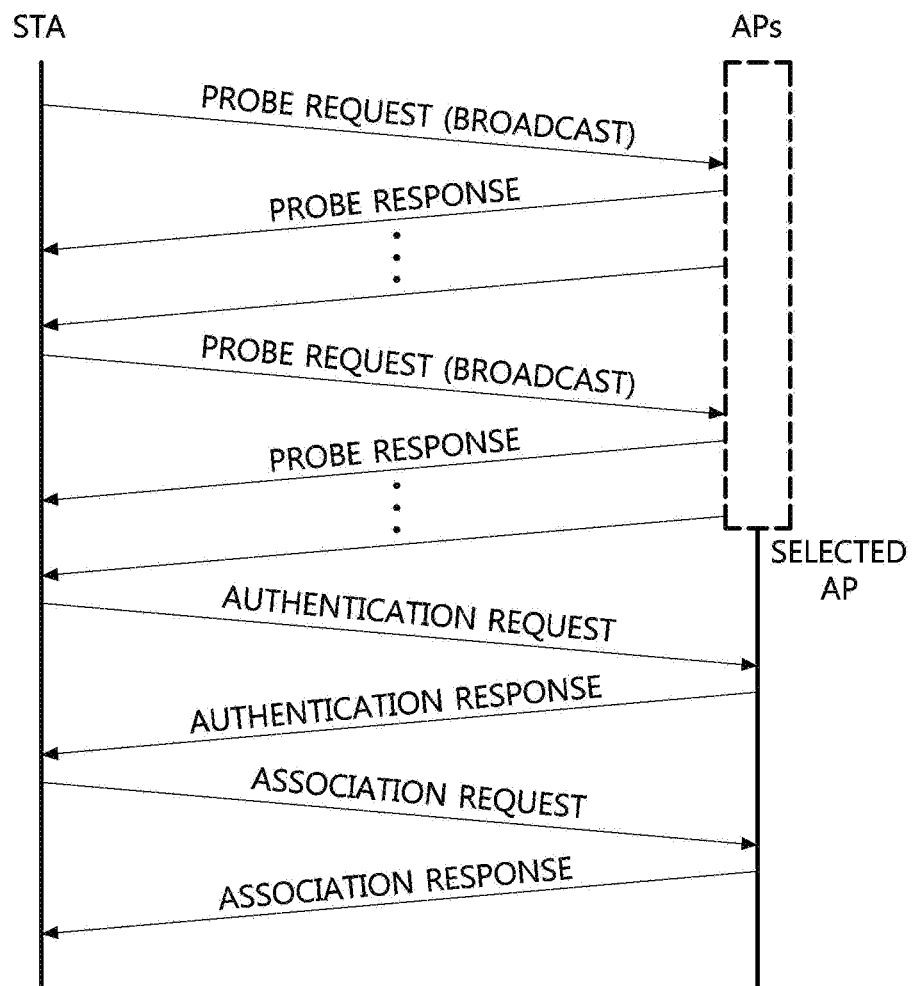 STA
APs
PROBE REQUEST (BROADCAST)
PROBE RESPONSE
PROBE REQUEST (BROADCAST)
PROBE RESPONSE
SELECTED
AP
AUTHENTICATION REQUEST
AUTHENTICATION RESPONSE
ASSOCIATION REQUEST
ASSOCIATION RESPONSE